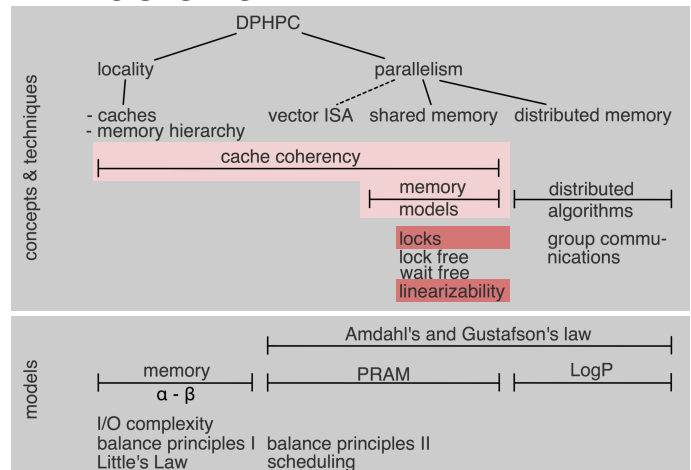 DPHPC
locality parallelism
- caches vector ISA shared memory distributed memory
- memory hierarchy
cache coherency
memory distributed
models algorithms
locks group commu-
lock free nications
wait free
linearizability
concepts & techniques
Amdahl's and Gustafson's law
memory PRAM LogP
α - β
I/O complexity
balance principles I balance principles II
Little's Law scheduling
models